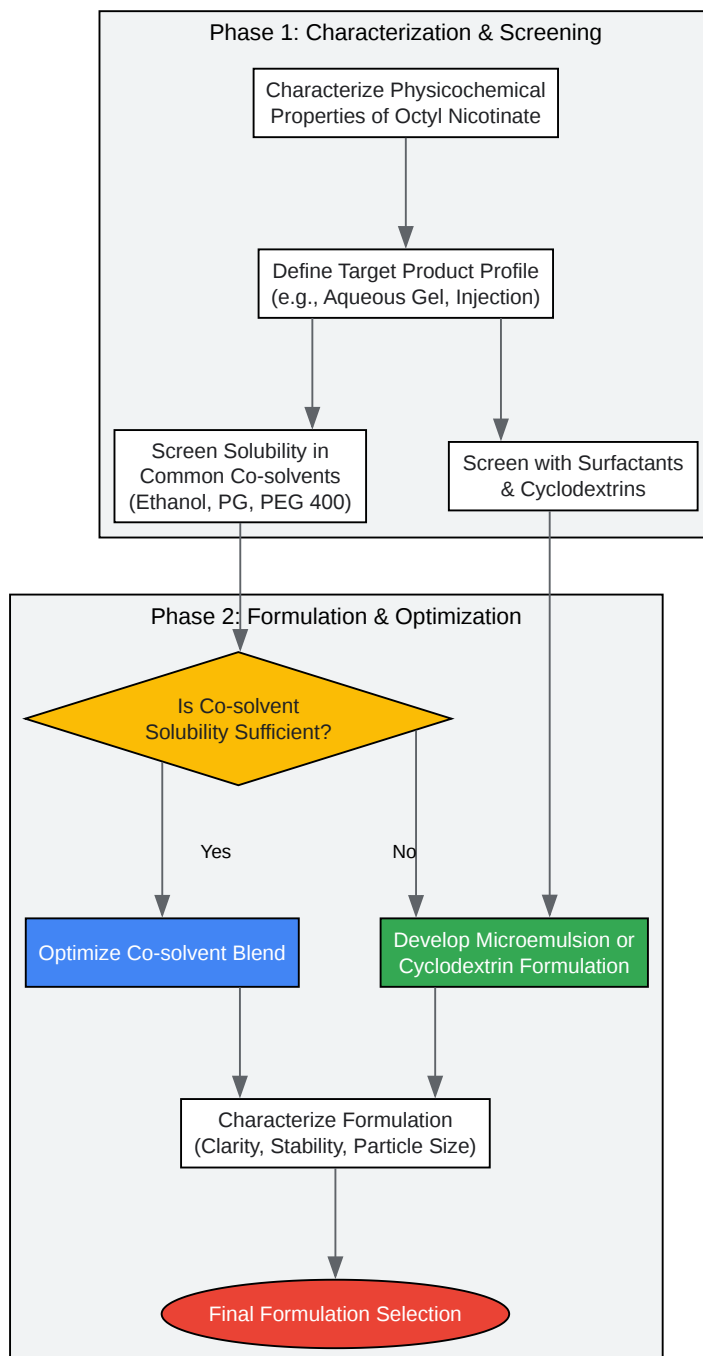 Phase 1: Characterization & Screening
Characterize Physicochemical
Properties of Octyl Nicotinate
Define Target Product Profile
(e.g., Aqueous Gel, Injection)
Screen Solubility in
Common Co-solvents
(Ethanol, PG, PEG 400)
Screen with Surfactants
& Cyclodextrins
Phase 2: Formulation & Optimization
Is Co-solvent
Solubility Sufficient?
Yes
No
Optimize Co-solvent Blend
Develop Microemulsion or
Cyclodextrin Formulation
Characterize Formulation
(Clarity, Stability, Particle Size)
Final Formulation Selection